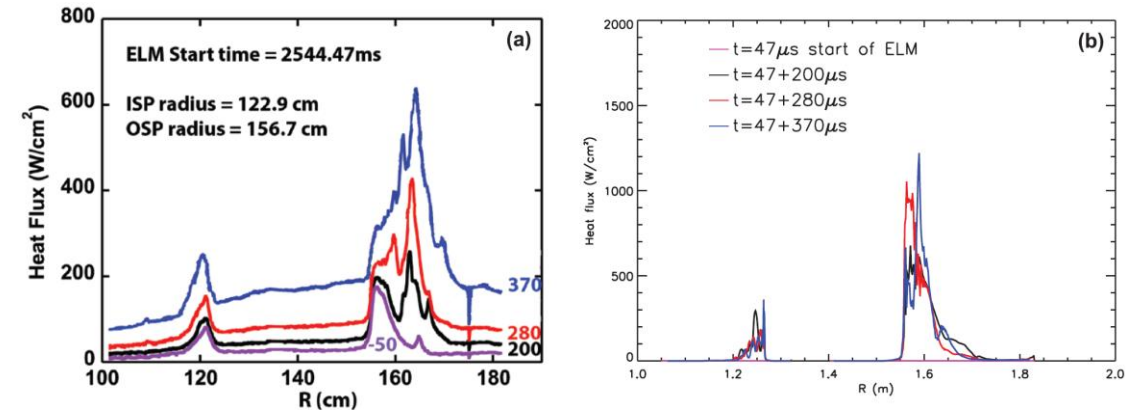 (a)
ELM Start time = 2544.47ms
ISP radius = 122.9 cm
OSP radius = 156.7 cm
Heat Flux (W/cm²)
800
600
400
200
0
370
280
200
-50
100 120 140 160 180
R (cm)
(b)
t=47μs start of ELM
t=47+200μs
t=47+280μs
t=47+370μs
Heat flux (W/cm²)
2000
1500
1000
500
0
1.0 1.2 1.4 1.6 1.8 2.0
R (m)